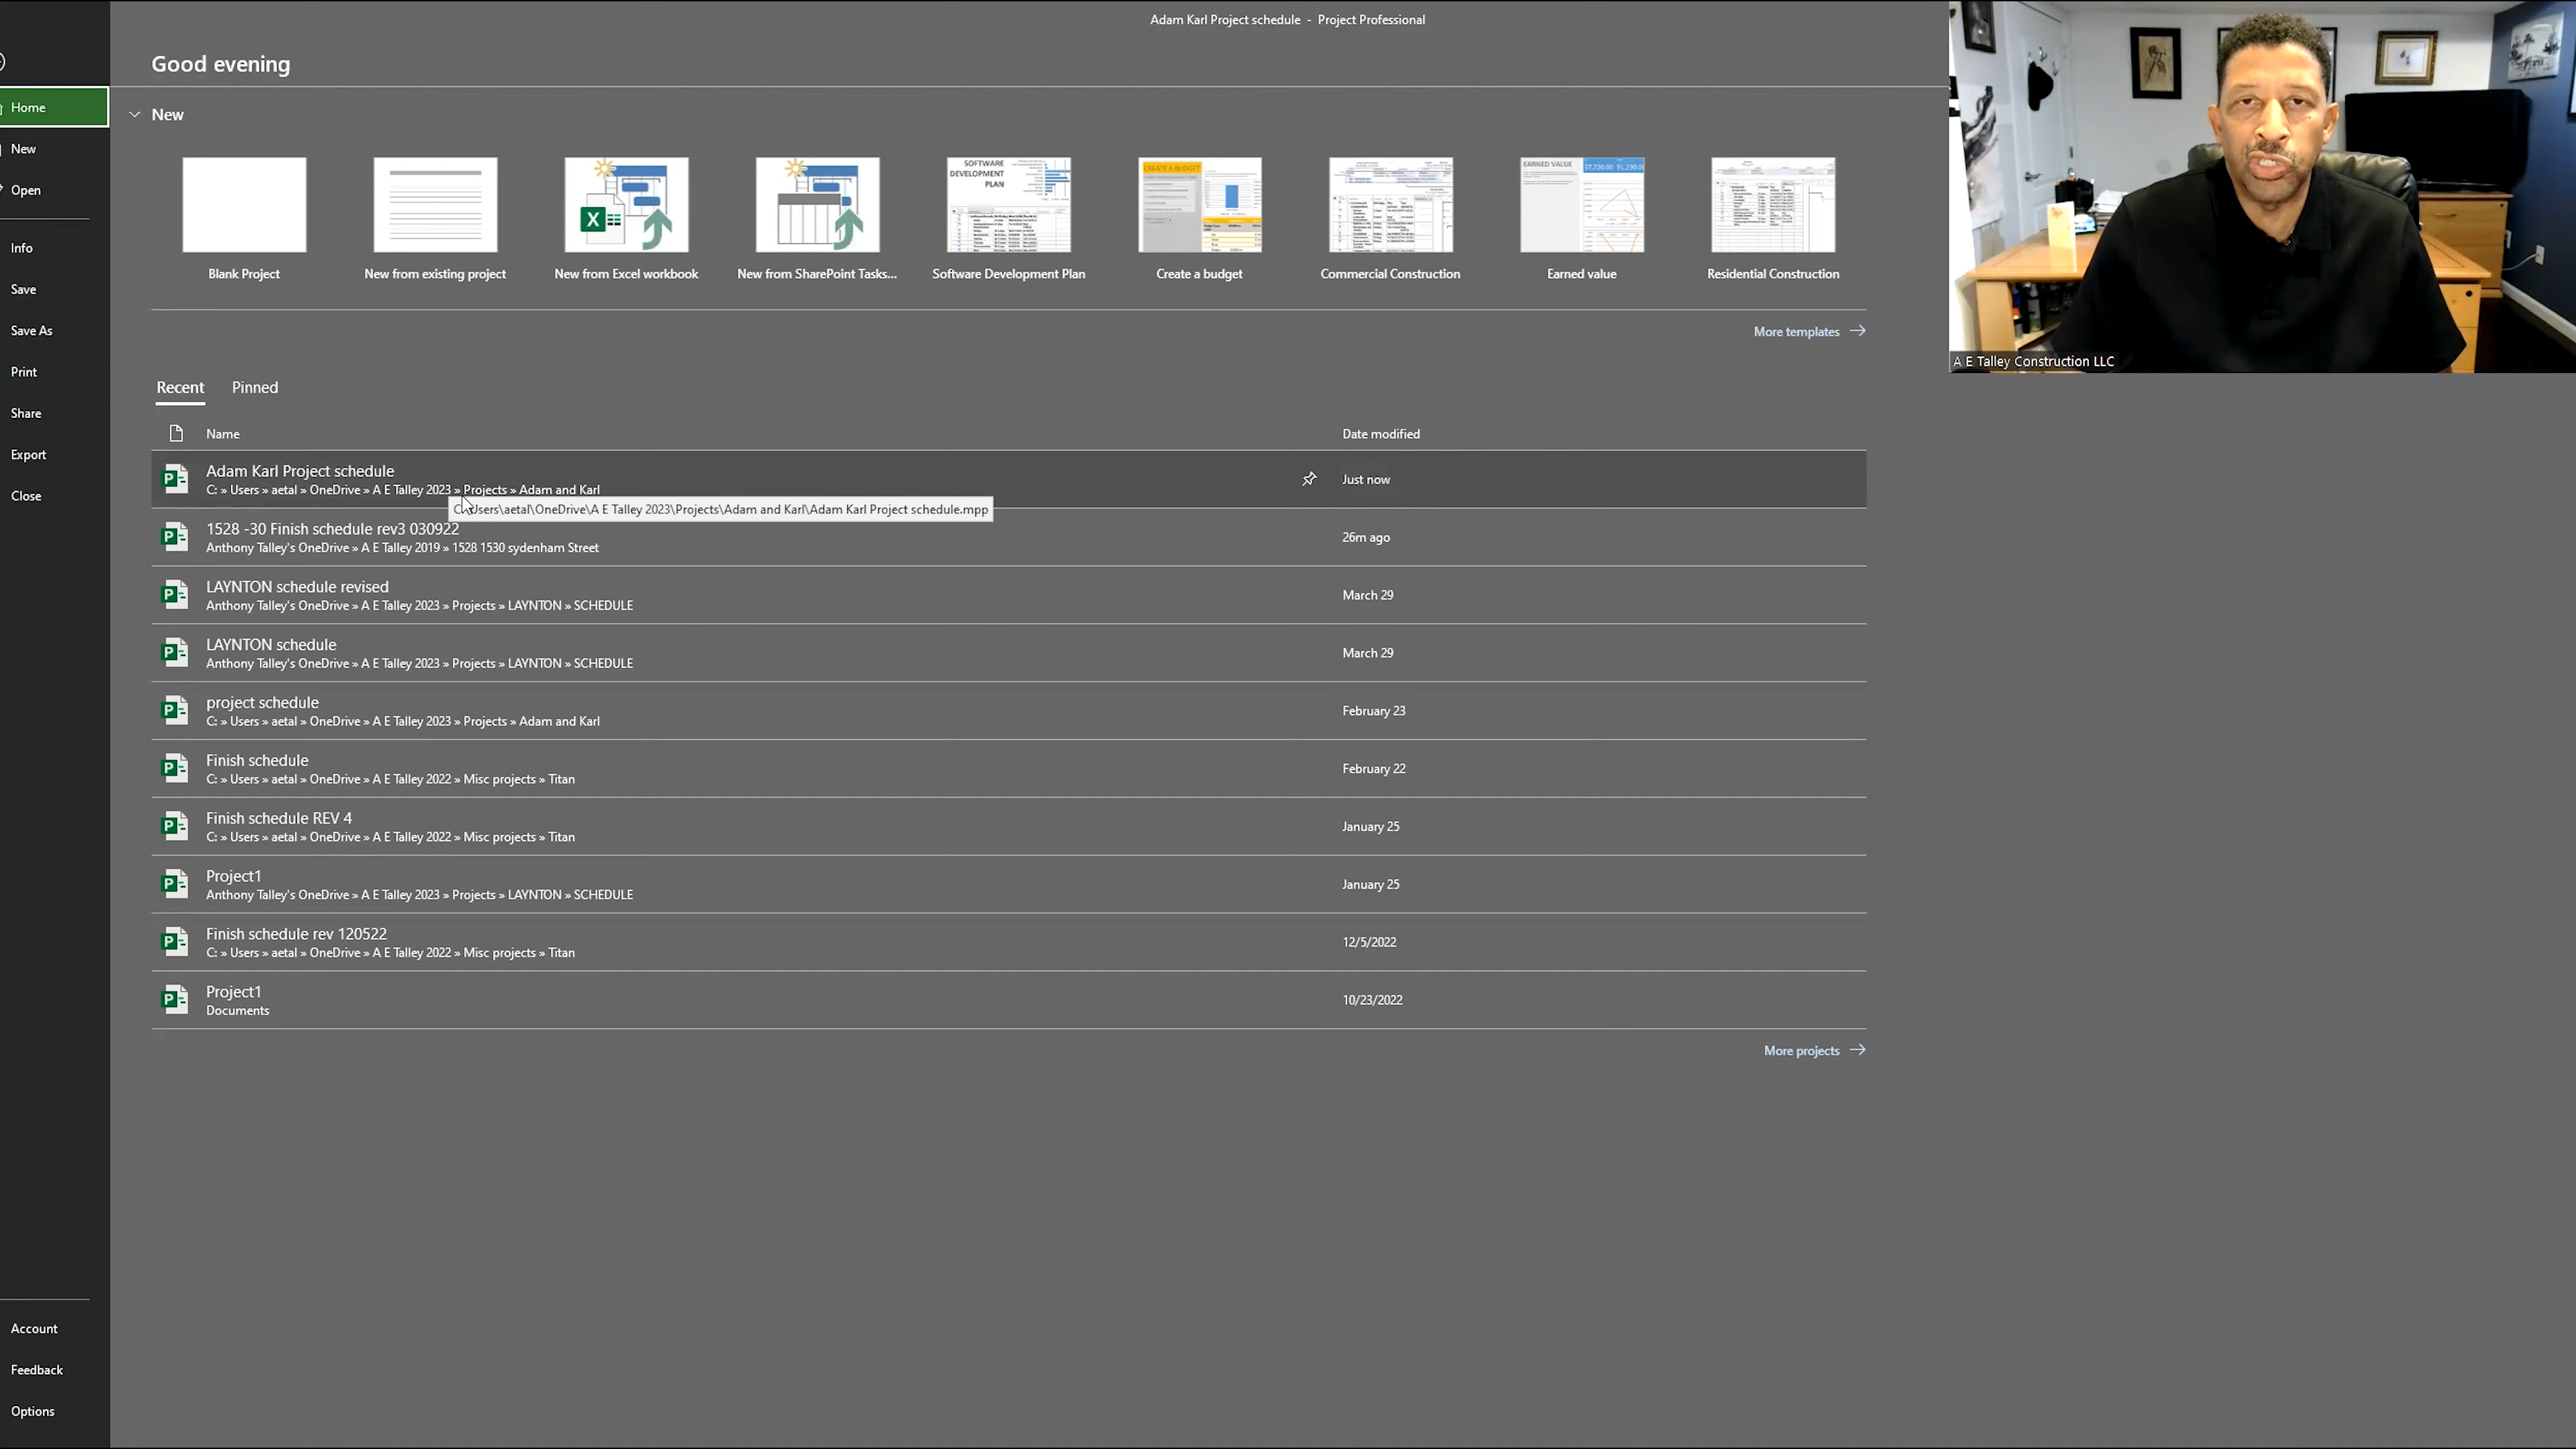 Adam Karl Project schedule - Project Professional
Good evening
Home
New
Open
Info
Save
Save As
Print
Share
Export
Close
Account
Feedback
Options
New
SOFTWARE
DEVELOPMENT
PLAN
CREATE A BUDGET
EARNED VALUE
Blank Project
New from existing project
New from Excel workbook
New from SharePoint Tasks...
Software Development Plan
Create a budget
Commercial Construction
Earned value
Residential Construction
More templates
A E Talley Construction LLC
Recent Pinned
Name Date modified
Adam Karl Project schedule
C: » Users » aetal » OneDrive » A E Talley 2023 » Projects » Adam and Karl
Just now
Users\aetal\OneDrive\A E Talley 2023\Projects\Adam and Karl\Adam Karl Project schedule.mpp
1528 -30 Finish schedule rev3 030922
Anthony Talley's OneDrive » A E Talley 2019 » 1528 1530 sydenham Street
26m ago
LAYNTON schedule revised
Anthony Talley's OneDrive » A E Talley 2023 » Projects » LAYNTON » SCHEDULE
March 29
LAYNTON schedule
Anthony Talley's OneDrive » A E Talley 2023 » Projects » LAYNTON » SCHEDULE
March 29
project schedule
C: » Users » aetal » OneDrive » A E Talley 2023 » Projects » Adam and Karl
February 23
Finish schedule
C: » Users » aetal » OneDrive » A E Talley 2022 » Misc projects » Titan
February 22
Finish schedule REV 4
C: » Users » aetal » OneDrive » A E Talley 2022 » Misc projects » Titan
January 25
Project1
Anthony Talley's OneDrive » A E Talley 2023 » Projects » LAYNTON » SCHEDULE
January 25
Finish schedule rev 120522
C: » Users » aetal » OneDrive » A E Talley 2022 » Misc projects » Titan
12/5/2022
Project1
Documents
10/23/2022
More projects